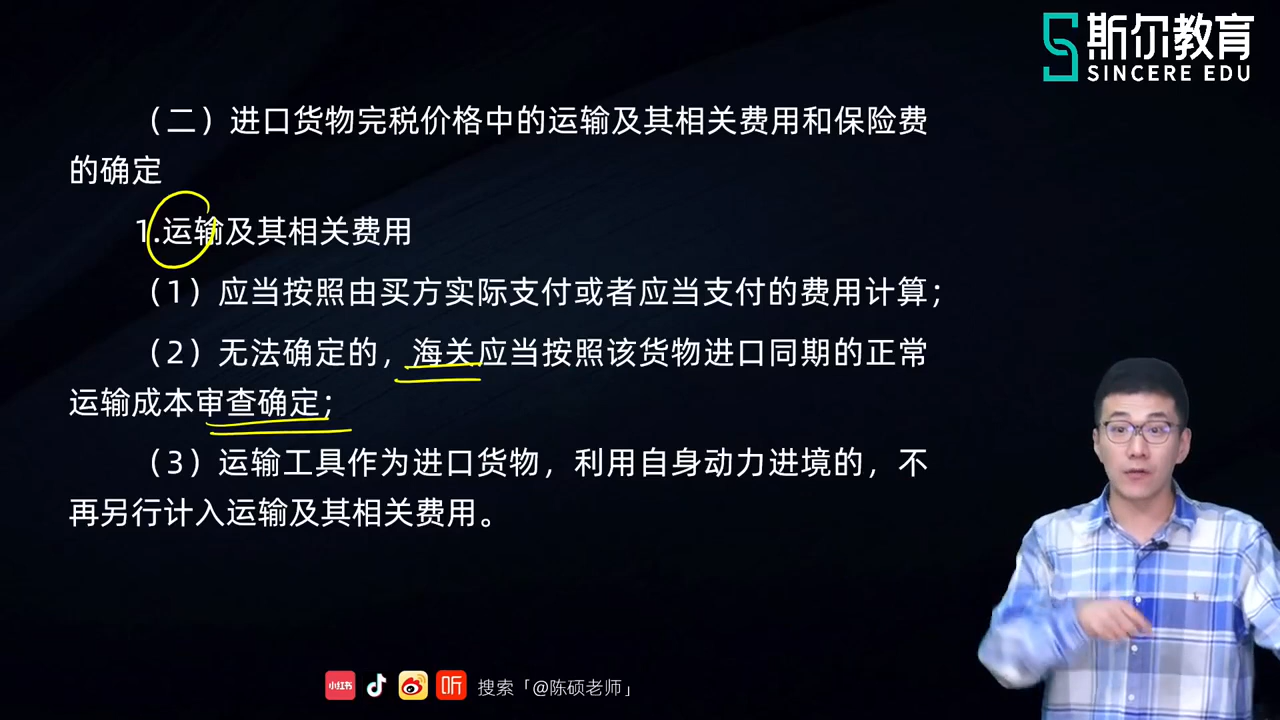 斯尔教育
SINCERE EDU
（二）进口货物完税价格中的运输及其相关费用和保险费
的确定
1.运输及其相关费用
（1）应当按照由买方实际支付或者应当支付的费用计算；
（2）无法确定的，海关应当按照该货物进口同期的正常
运输成本审查确定；
（3）运输工具作为进口货物，利用自身动力进境的，不
再另行计入运输及其相关费用。
小红书
听
搜索「@陈硕老师」